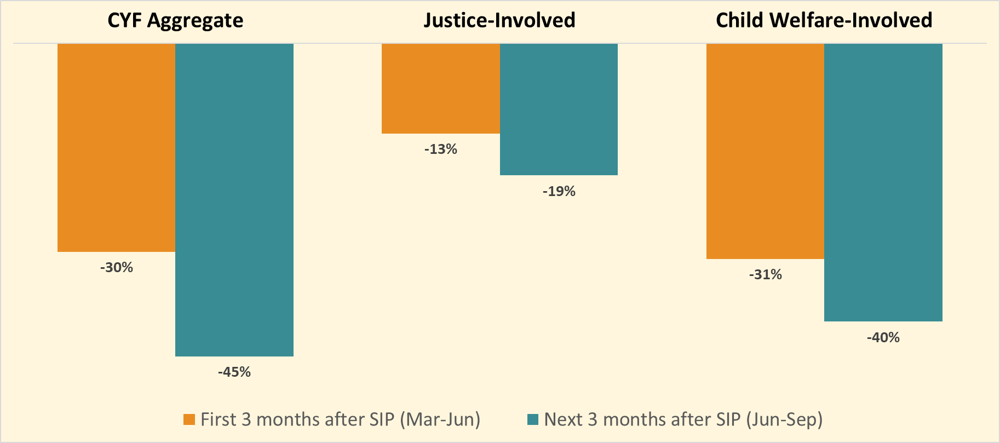 CYF Aggregate
Justice-Involved
Child Welfare-Involved
-30%
-45%
-13%
-19%
-31%
-40%
First 3 months after SIP (Mar-Jun)
Next 3 months after SIP (Jun-Sep)